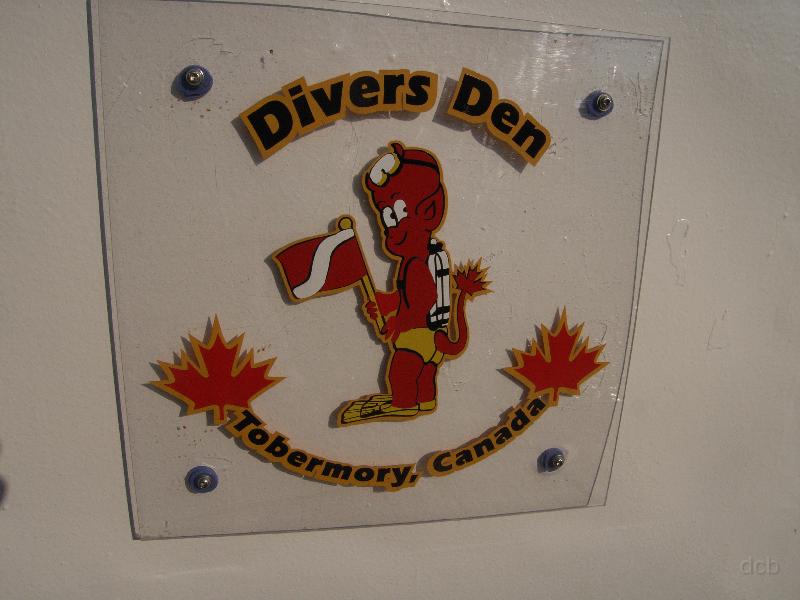 Divers Den
Tobermory, Canada
dcb